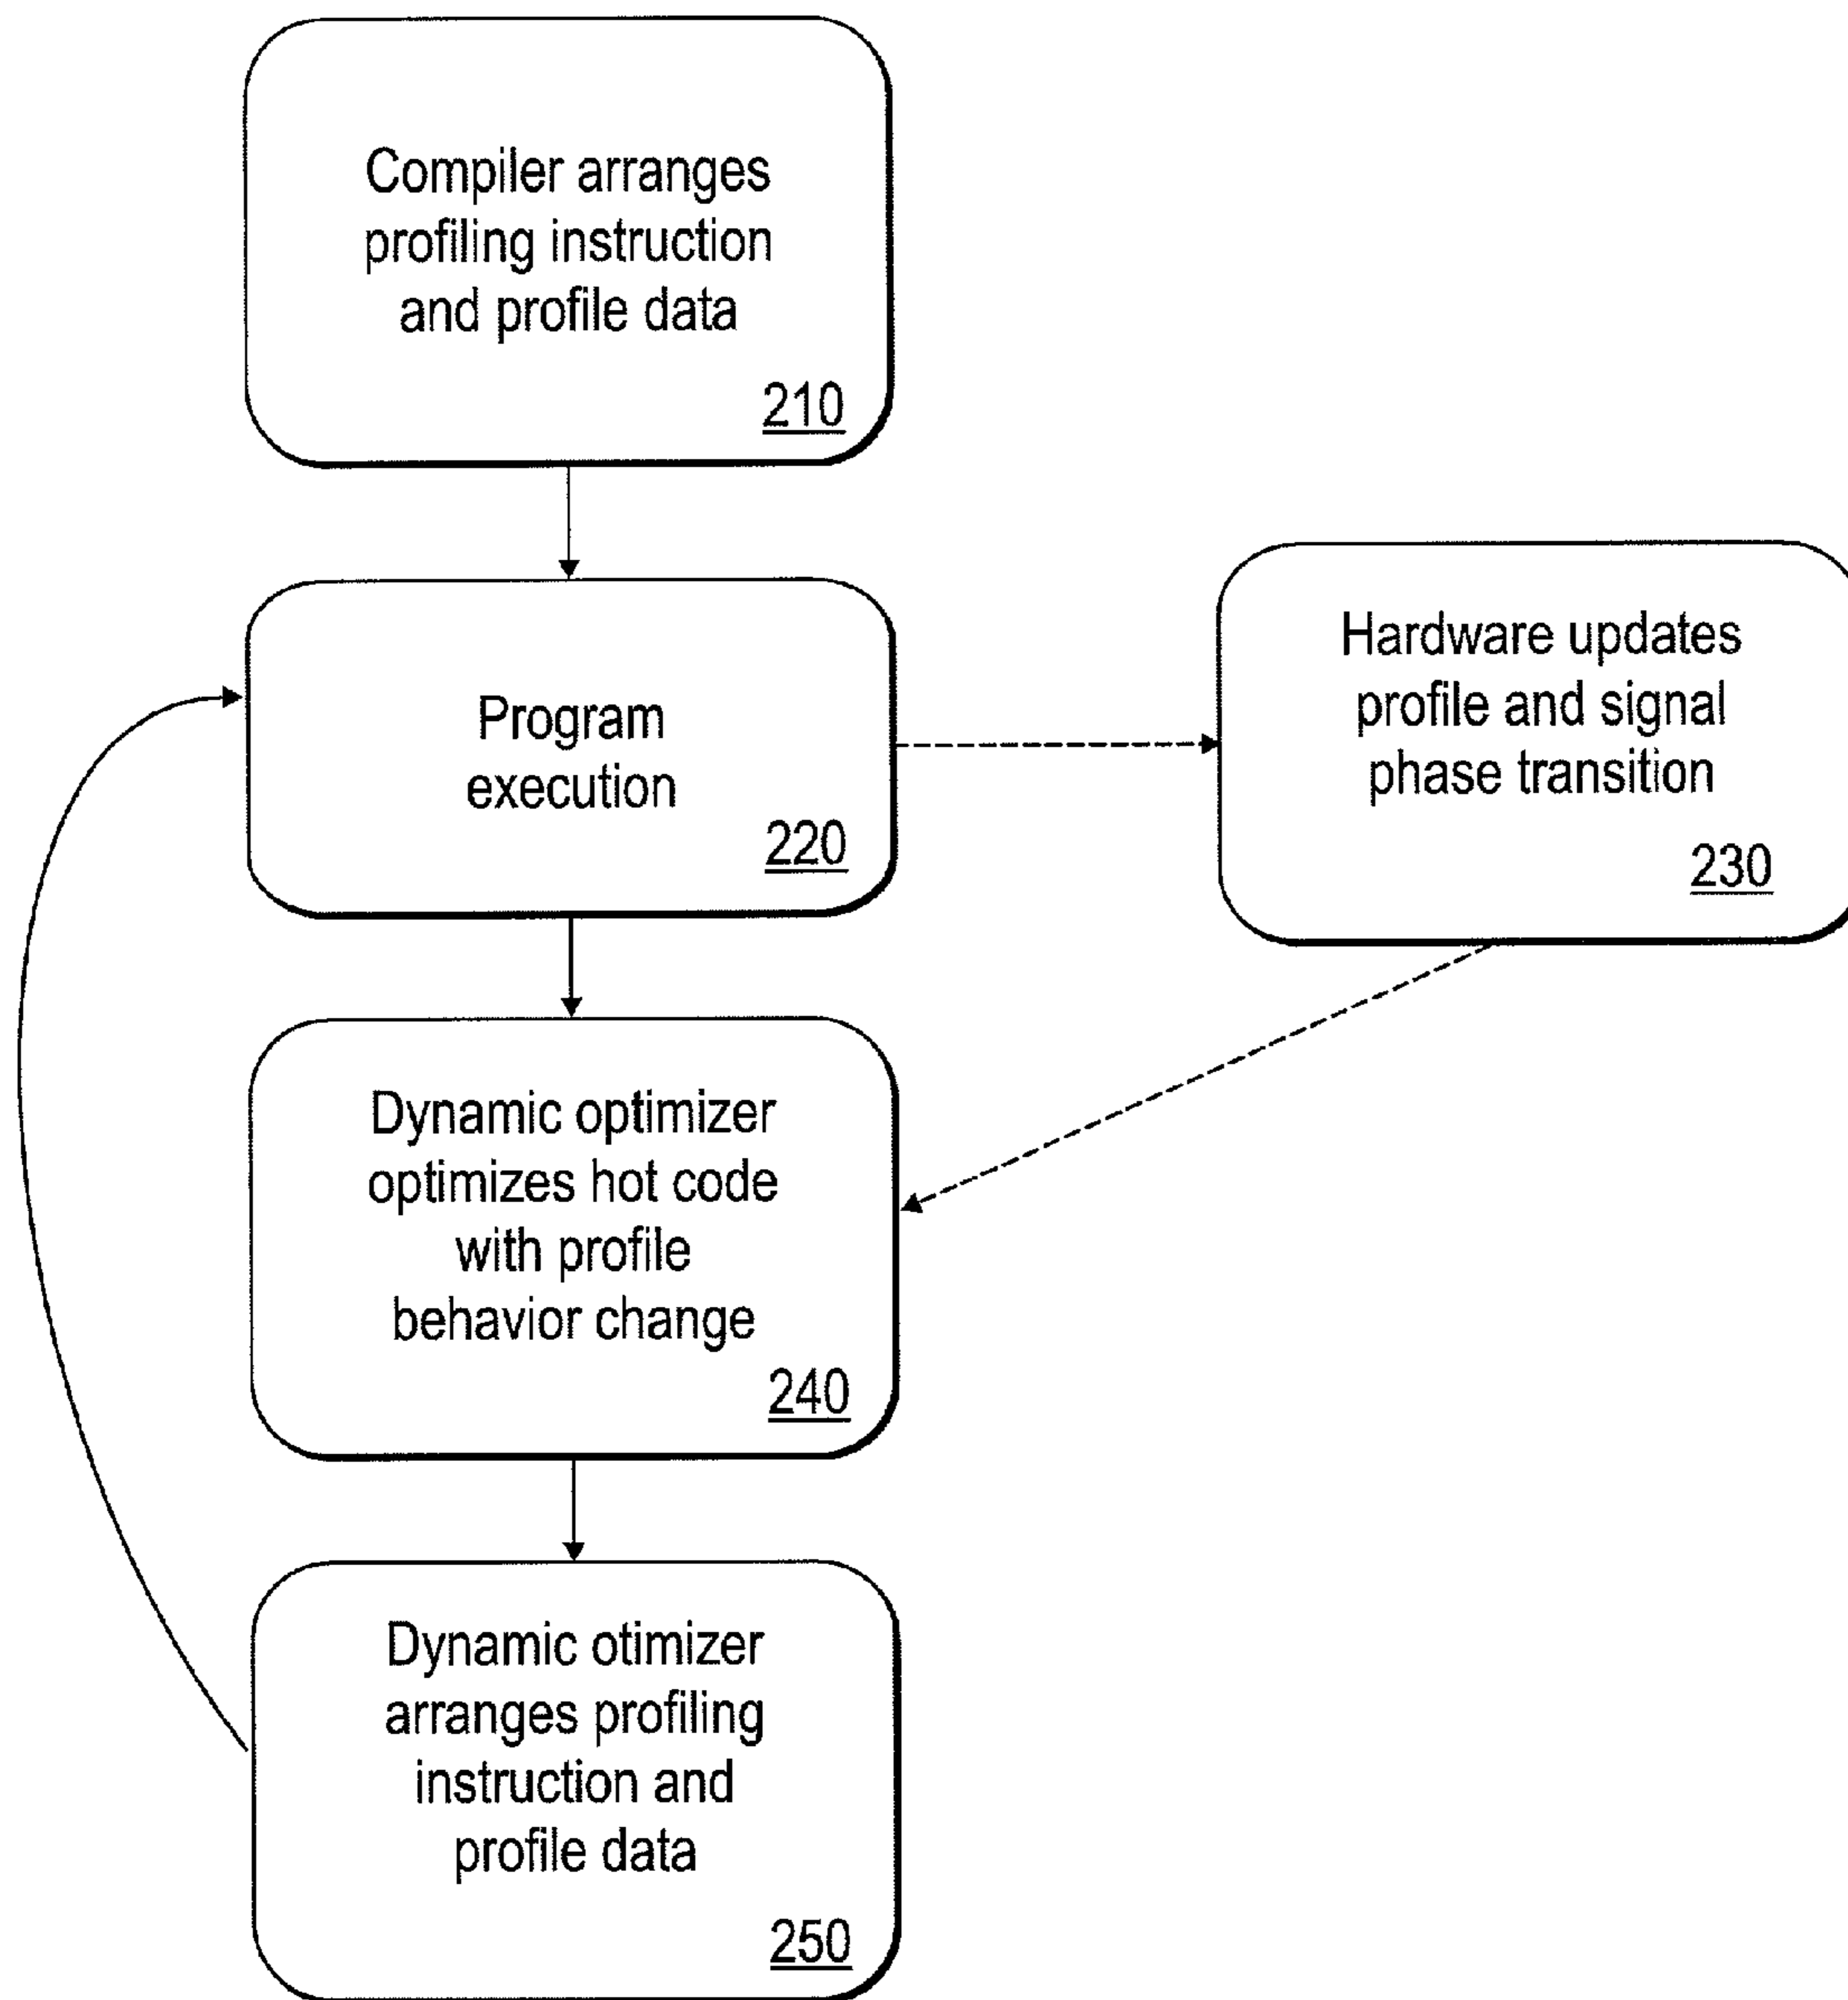 Compiler arranges
profiling instruction
and profile data
210
Program
execution
220
Hardware updates
profile and signal
phase transition
230
Dynamic optimizer
optimizes hot code
with profile
behavior change
240
Dynamic otimizer
arranges profiling
instruction and
profile data
250